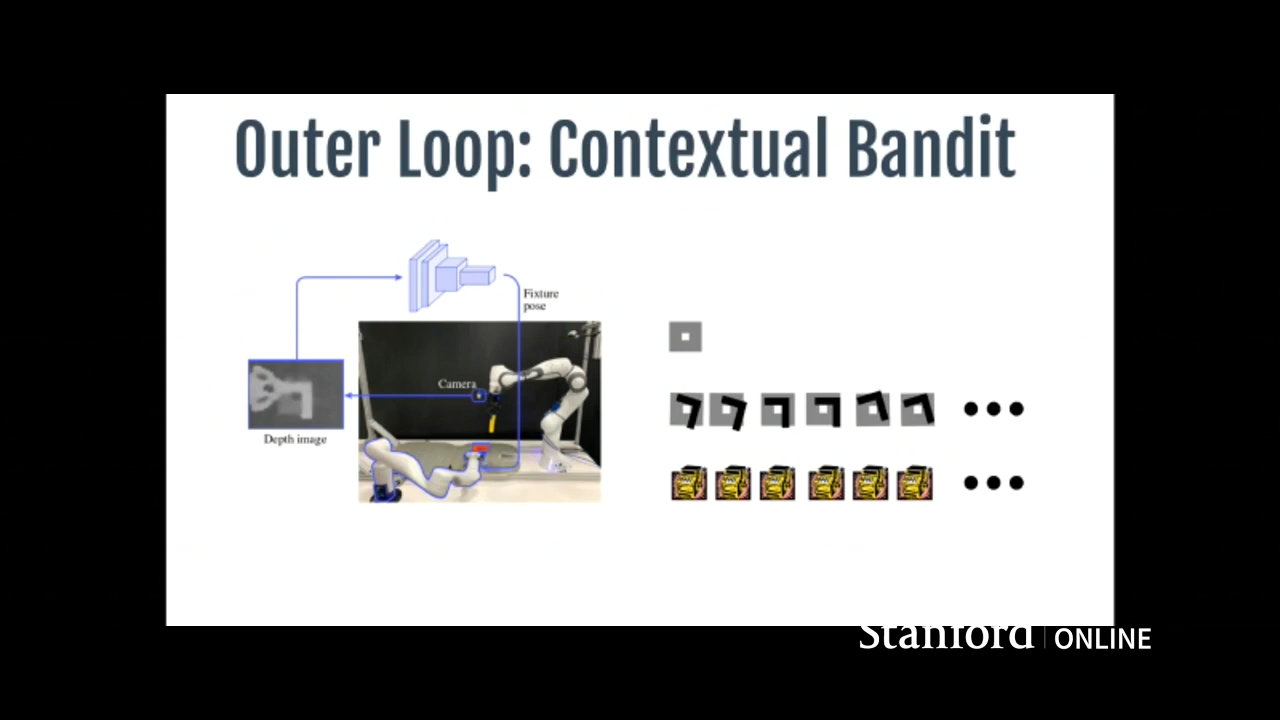 Outer Loop: Contextual Bandit
Fixture
pose
Camera
Depth image
Stanford ONLINE